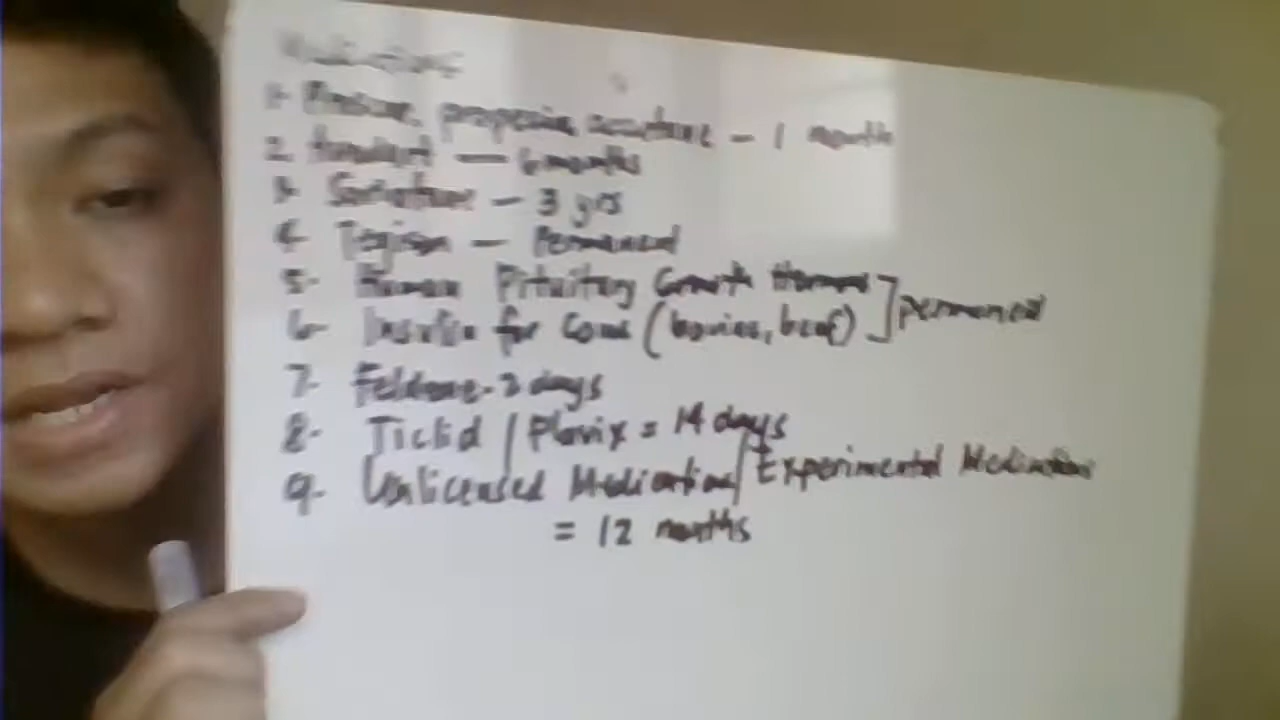 Medications
1- Proscar, propecia, accutane - 1 month
2. Avodart - 6 months
3- Soriatane - 3 yrs
4- Tegison - Permanent
5- Human Pituitary Growth Hormone
6- Insulin for cows (bovine, beef) ] permanent
7- Feldene - 2 days
8- Ticlid / Plavix = 14 days
9- Unlicensed Medication / Experimental Medication
= 12 months